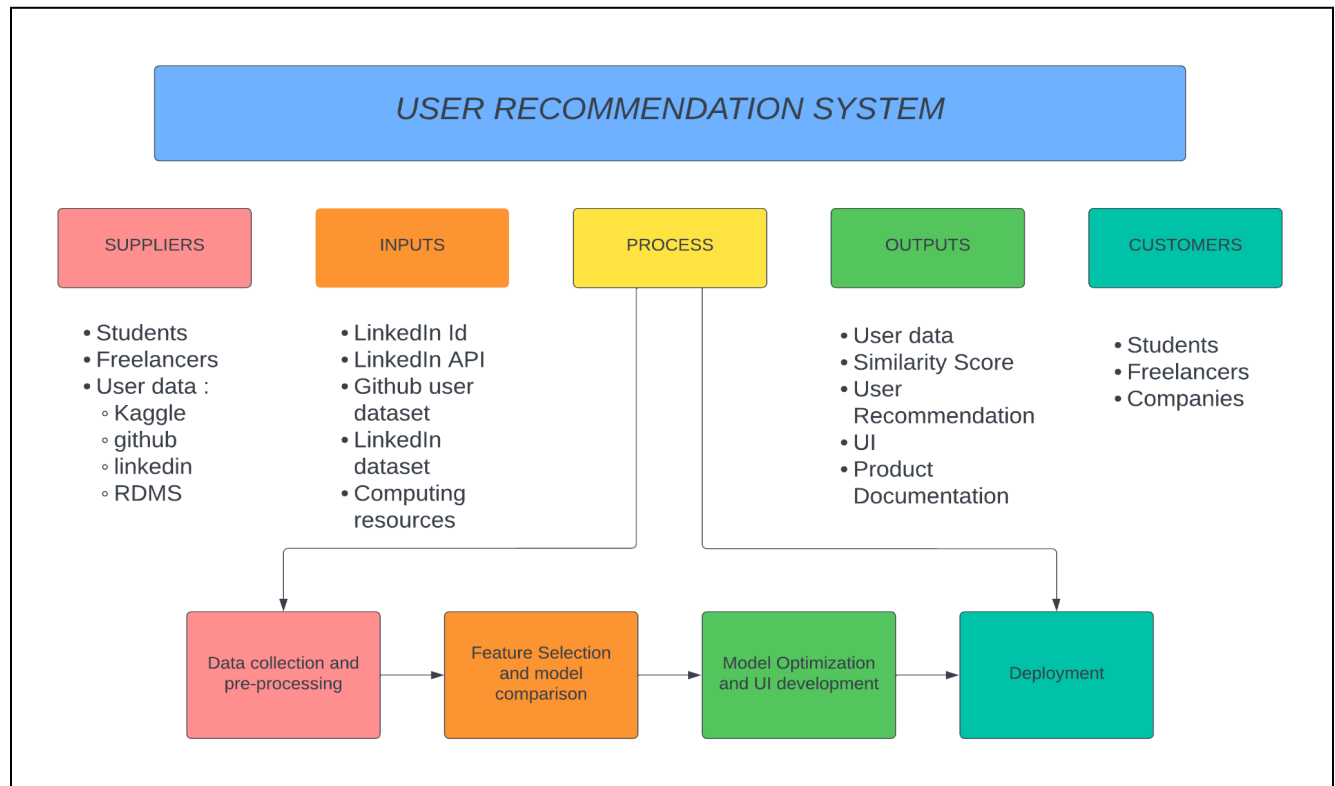 USER RECOMMENDATION SYSTEM
SUPPLIERS
INPUTS
PROCESS
OUTPUTS
CUSTOMERS
• Students
• Freelancers
• User data :
◦ Kaggle
◦ github
◦ linkedin
◦ RDMS
• LinkedIn Id
• LinkedIn API
• Github user
dataset
• LinkedIn
dataset
• Computing
resources
• User data
• Similarity Score
• User
Recommendation
• UI
• Product
Documentation
• Students
• Freelancers
• Companies
Data collection and
pre-processing
Feature Selection
and model
comparison
Model Optimization
and UI development
Deployment